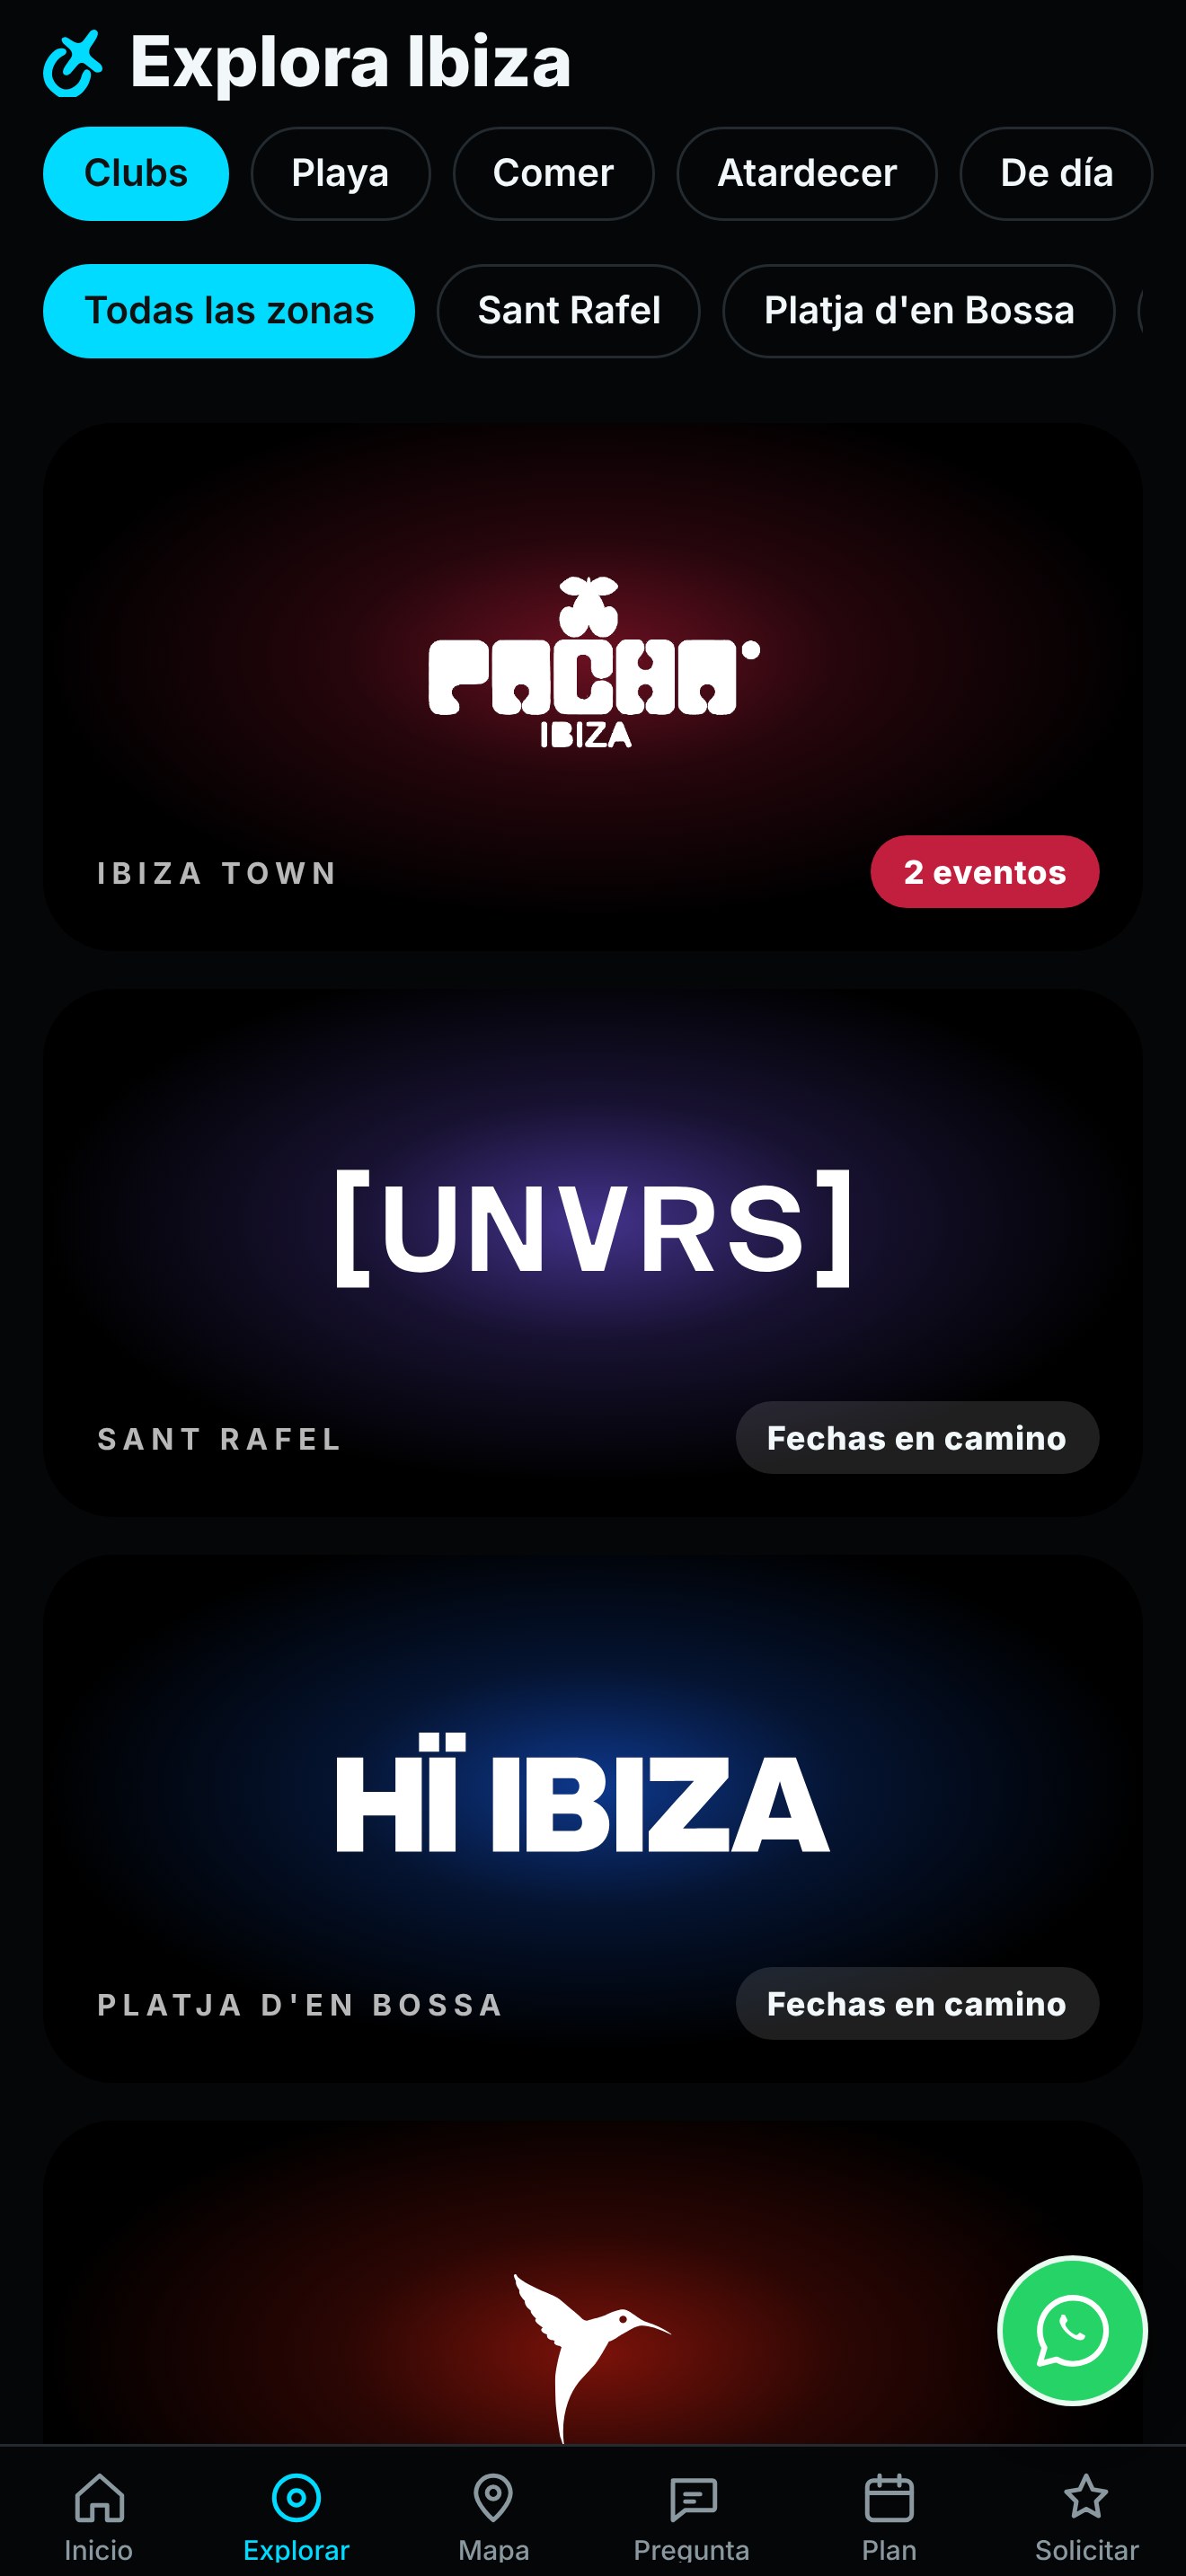 Explora Ibiza
Clubs Playa Comer Atardecer De día
Todas las zonas Sant Rafel Platja d'en Bossa
PACHA
IBIZA
IBIZA TOWN 2 eventos
[UNVRS]
SANT RAFEL Fechas en camino
HÏ IBIZA
PLATJA D'EN BOSSA Fechas en camino
Inicio Explorar Mapa Pregunta Plan Solicitar